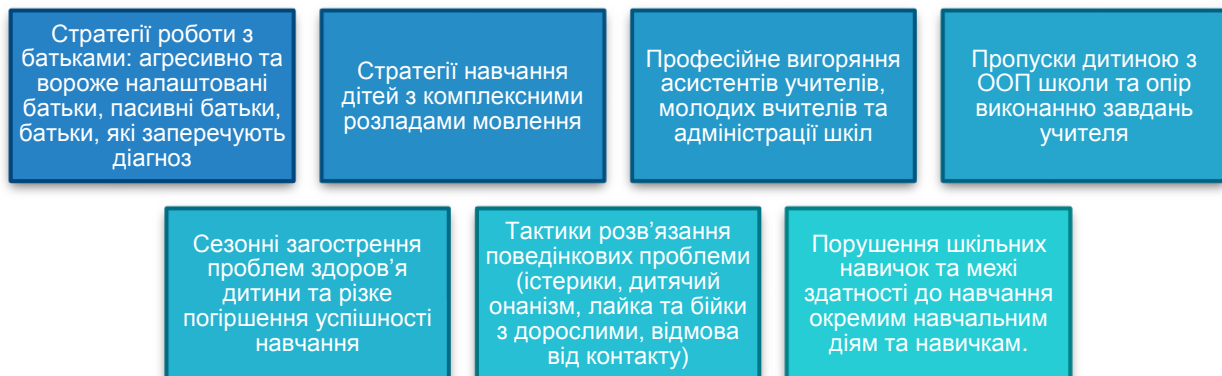 Стратегії роботи з
батьками: агресивно та
вороже налаштовані
батьки, пасивні батьки,
батьки, які заперечують
діагноз
Стратегії навчання
дітей з комплексними
розладами мовлення
Професійне вигоряння
асистентів учителів,
молодих вчителів та
адміністрації шкіл
Пропуски дитиною з
ООП школи та опір
виконанню завдань
учителя
Сезонні загострення
проблем здоров'я
дитини та різке
погіршення успішності
навчання
Тактики розв'язання
поведінкових проблеми
(істерики, дитячий
онанізм, лайка та бійки
з дорослими, відмова
від контакту)
Порушення шкільних
навичок та межі
здатності до навчання
окремим навчальним
діям та навичкам.